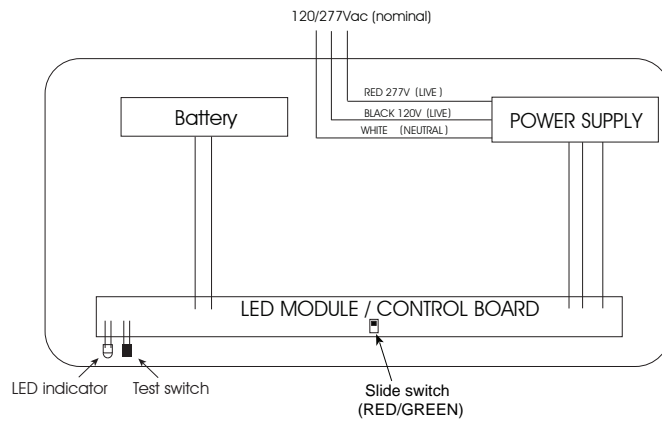 120/277Vac (nominal)
RED 277V (LIVE )
BLACK 120V (LIVE)
WHITE (NEUTRAL )
Battery
POWER SUPPLY
LED MODULE / CONTROL BOARD
LED indicator
Test switch
Slide switch
(RED/GREEN)